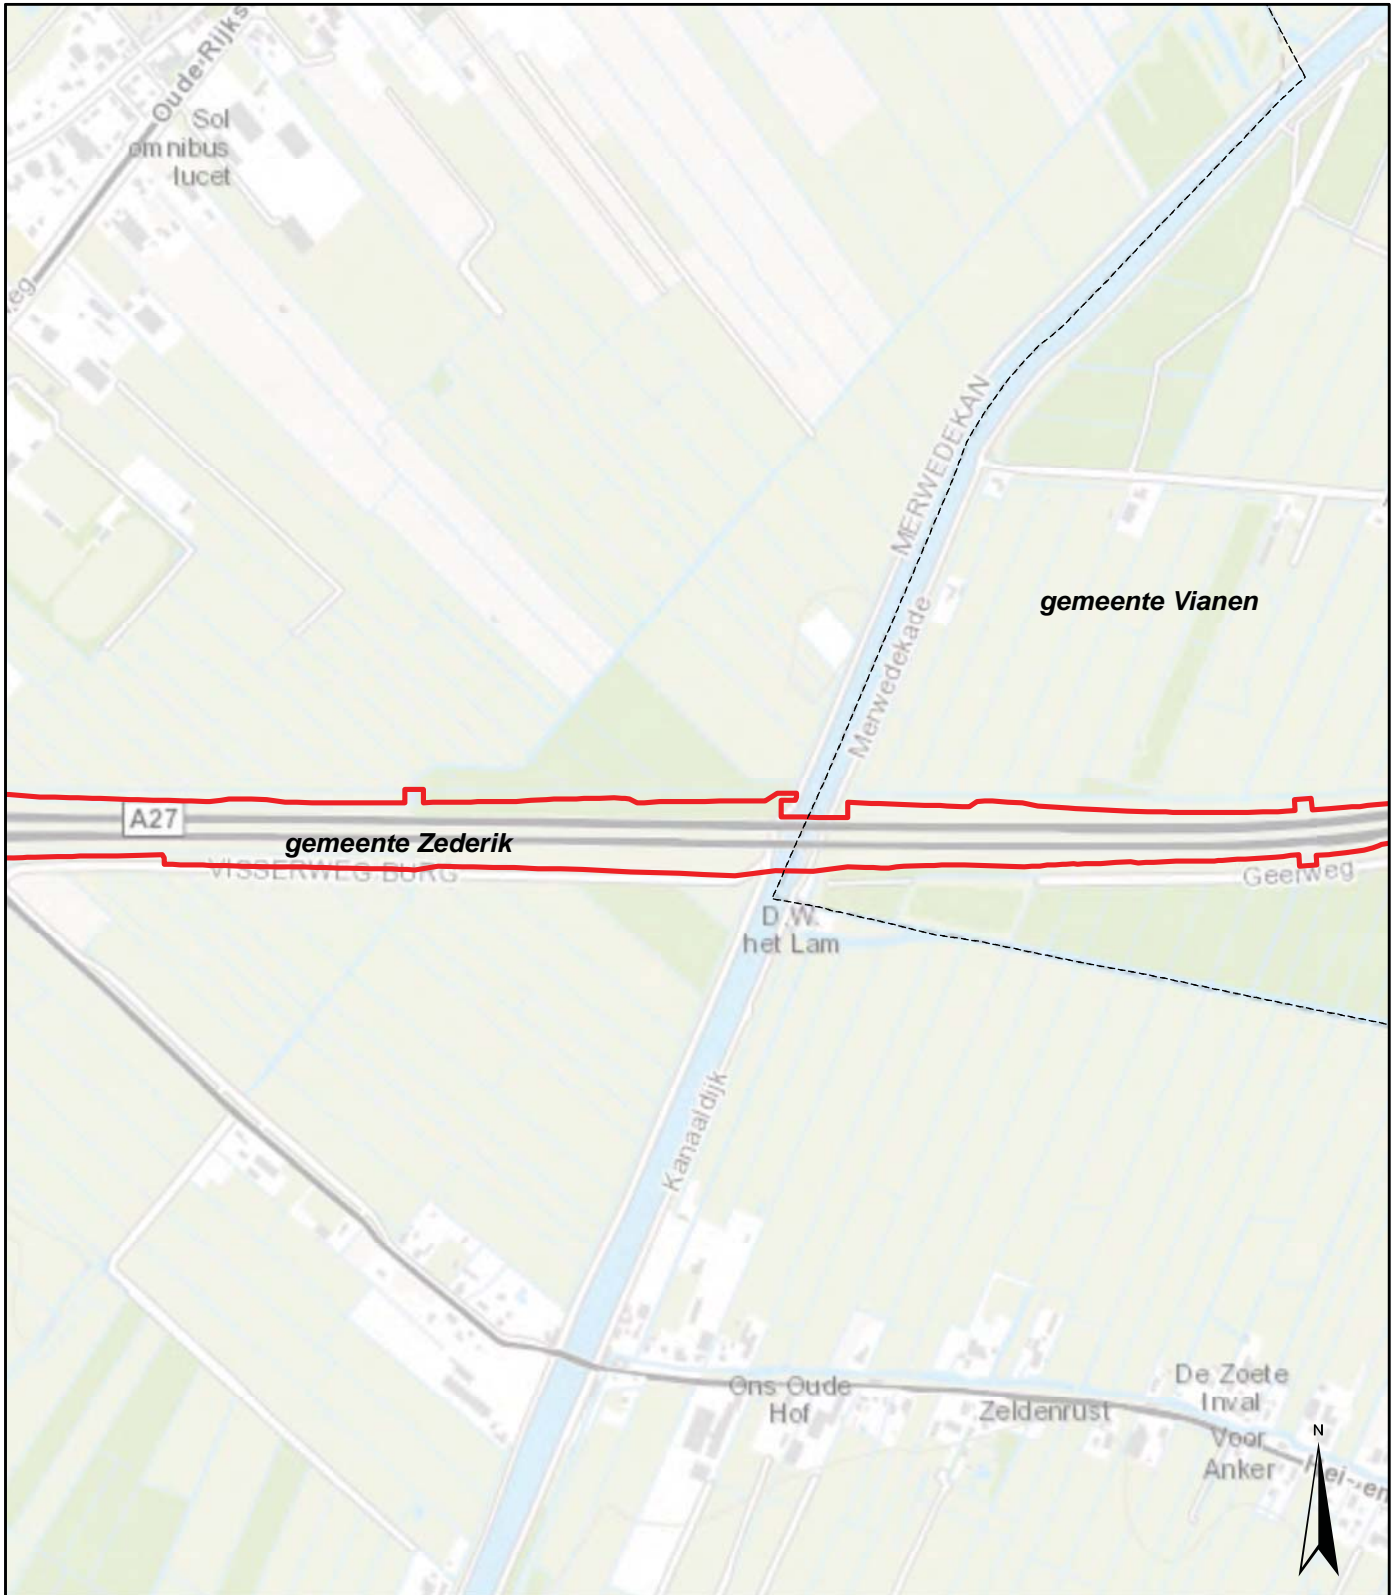 Oude Rijks
Sol
omnibus
lucet
eg
MERWEDEKAN
gemeente Vianen
Merwedekade
A27
gemeente Zederik
VISSERWEG BURG
Geerweg
D.W.
het Lam
Kanaaldijk
Ons Oude
Hof
Zeldenrust
De Zoete
Inval
Voor
Anker
N